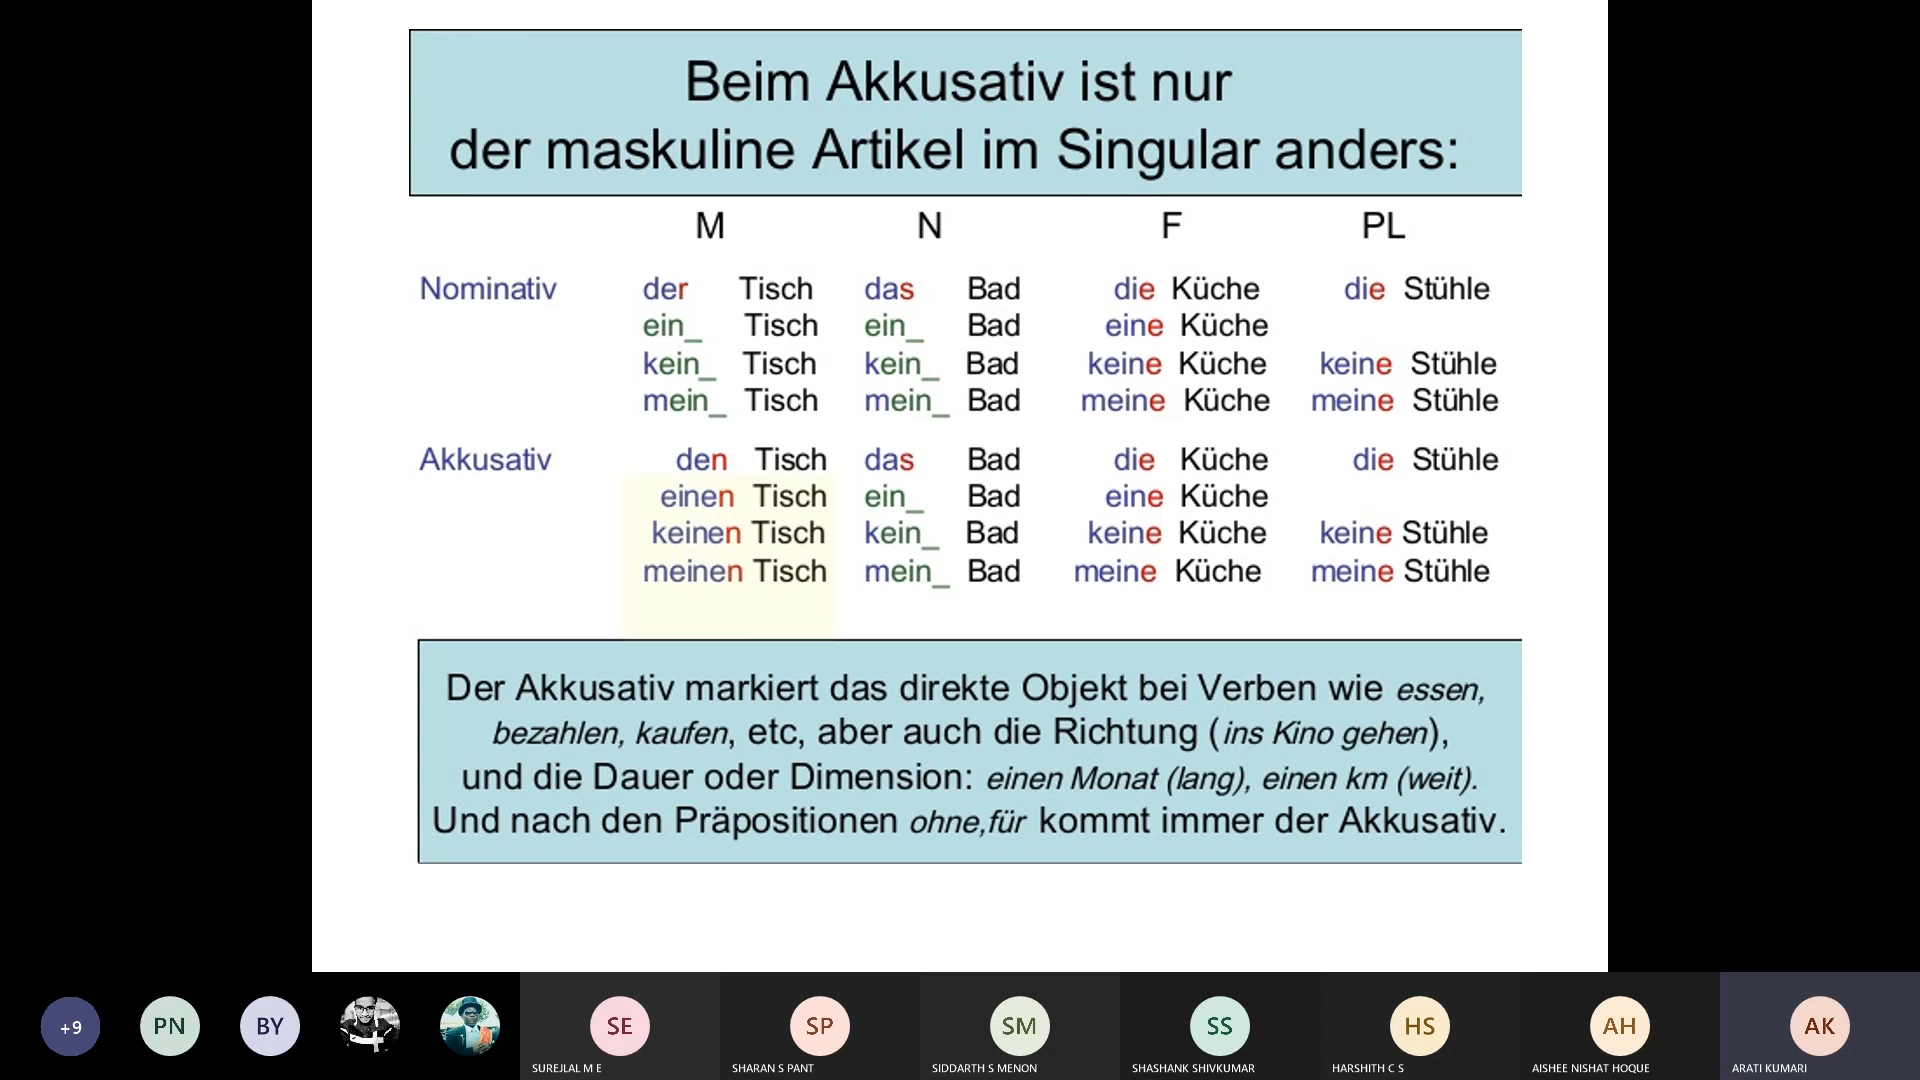 Beim Akkusativ ist nur
der maskuline Artikel im Singular anders:
M N F PL
Nominativ der Tisch das Bad die Küche die Stühle
ein_ Tisch ein_ Bad eine Küche
kein_ Tisch kein_ Bad keine Küche keine Stühle
mein_ Tisch mein_ Bad meine Küche meine Stühle
Akkusativ den Tisch das Bad die Küche die Stühle
einen Tisch ein_ Bad eine Küche
keinen Tisch kein_ Bad keine Küche keine Stühle
meinen Tisch mein_ Bad meine Küche meine Stühle
Der Akkusativ markiert das direkte Objekt bei Verben wie essen,
bezahlen, kaufen, etc, aber auch die Richtung (ins Kino gehen),
und die Dauer oder Dimension: einen Monat (lang), einen km (weit).
Und nach den Präpositionen ohne,für kommt immer der Akkusativ.
+9 PN BY SE SP SM SS HS AH AK
SUREJLAL M E SHARAN S PANT SIDDARTH S MENON SHASHANK SHIVKUMAR HARSHITH C S AISHEE NISHAT HOQUE ARATI KUMARI